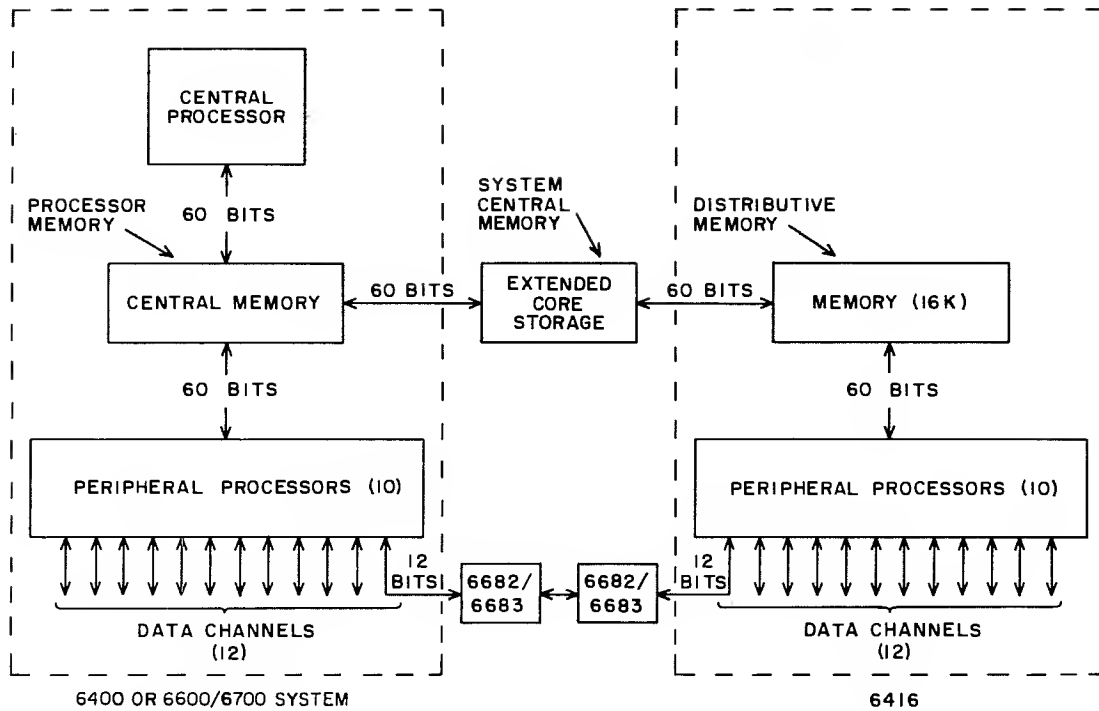 CENTRAL
PROCESSOR
60 BITS
PROCESSOR
MEMORY
CENTRAL MEMORY
60 BITS
SYSTEM
CENTRAL
MEMORY
EXTENDED
CORE
STORAGE
60 BITS
DISTRIBUTIVE
MEMORY
MEMORY (16K)
60 BITS
60 BITS
PERIPHERAL PROCESSORS (10)
PERIPHERAL PROCESSORS (10)
12
BITS
6682/
6683
6682/
6683
12
BITS
DATA CHANNELS
(12)
DATA CHANNELS
(12)
6400 OR 6600/6700 SYSTEM
6416